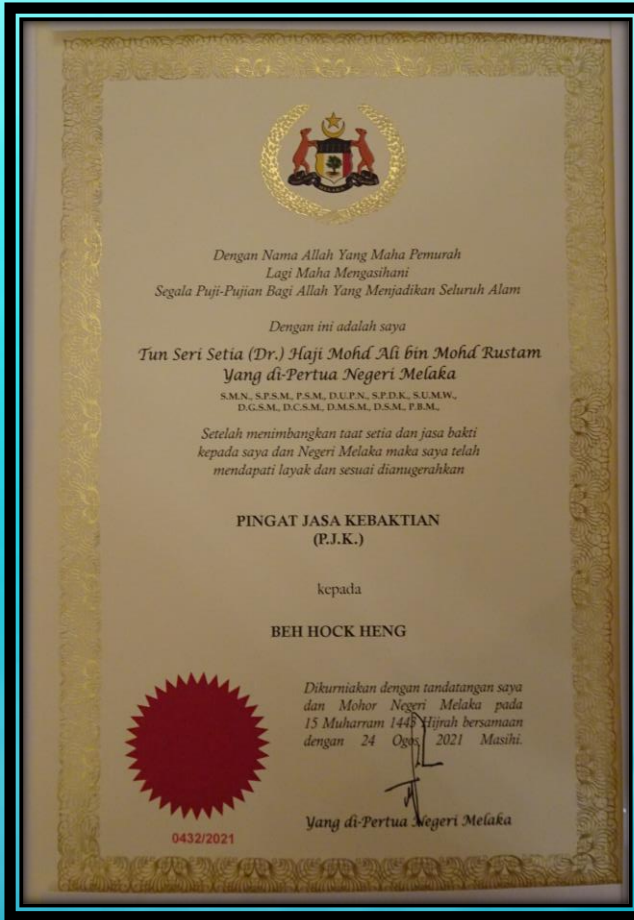 MELAKA
Dengan Nama Allah Yang Maha Pemurah
Lagi Maha Mengasihani
Segala Puji-Pujian Bagi Allah Yang Menjadikan Seluruh Alam
Dengan ini adalah saya
Tun Seri Setia (Dr.) Haji Mohd Ali bin Mohd Rustam
Yang di-Pertua Negeri Melaka
S.M.N., S.P.S.M., P.S.M., D.U.P.N., S.P.D.K., S.U.M.W.,
D.G.S.M., D.C.S.M., D.M.S.M., D.S.M., P.B.M.,
Setelah menimbangkan taat setia dan jasa bakti
kepada saya dan Negeri Melaka maka saya telah
mendapati layak dan sesuai dianugerahkan
PINGAT JASA KEBAKTIAN
(P.J.K.)
kepada
BEH HOCK HENG
Dikurniakan dengan tandatangan saya
dan Mohor Negeri Melaka pada
15 Muharram 1443 Hijrah bersamaan
dengan 24 Ogos 2021 Masihi.
Yang di-Pertua Negeri Melaka
0432/2021